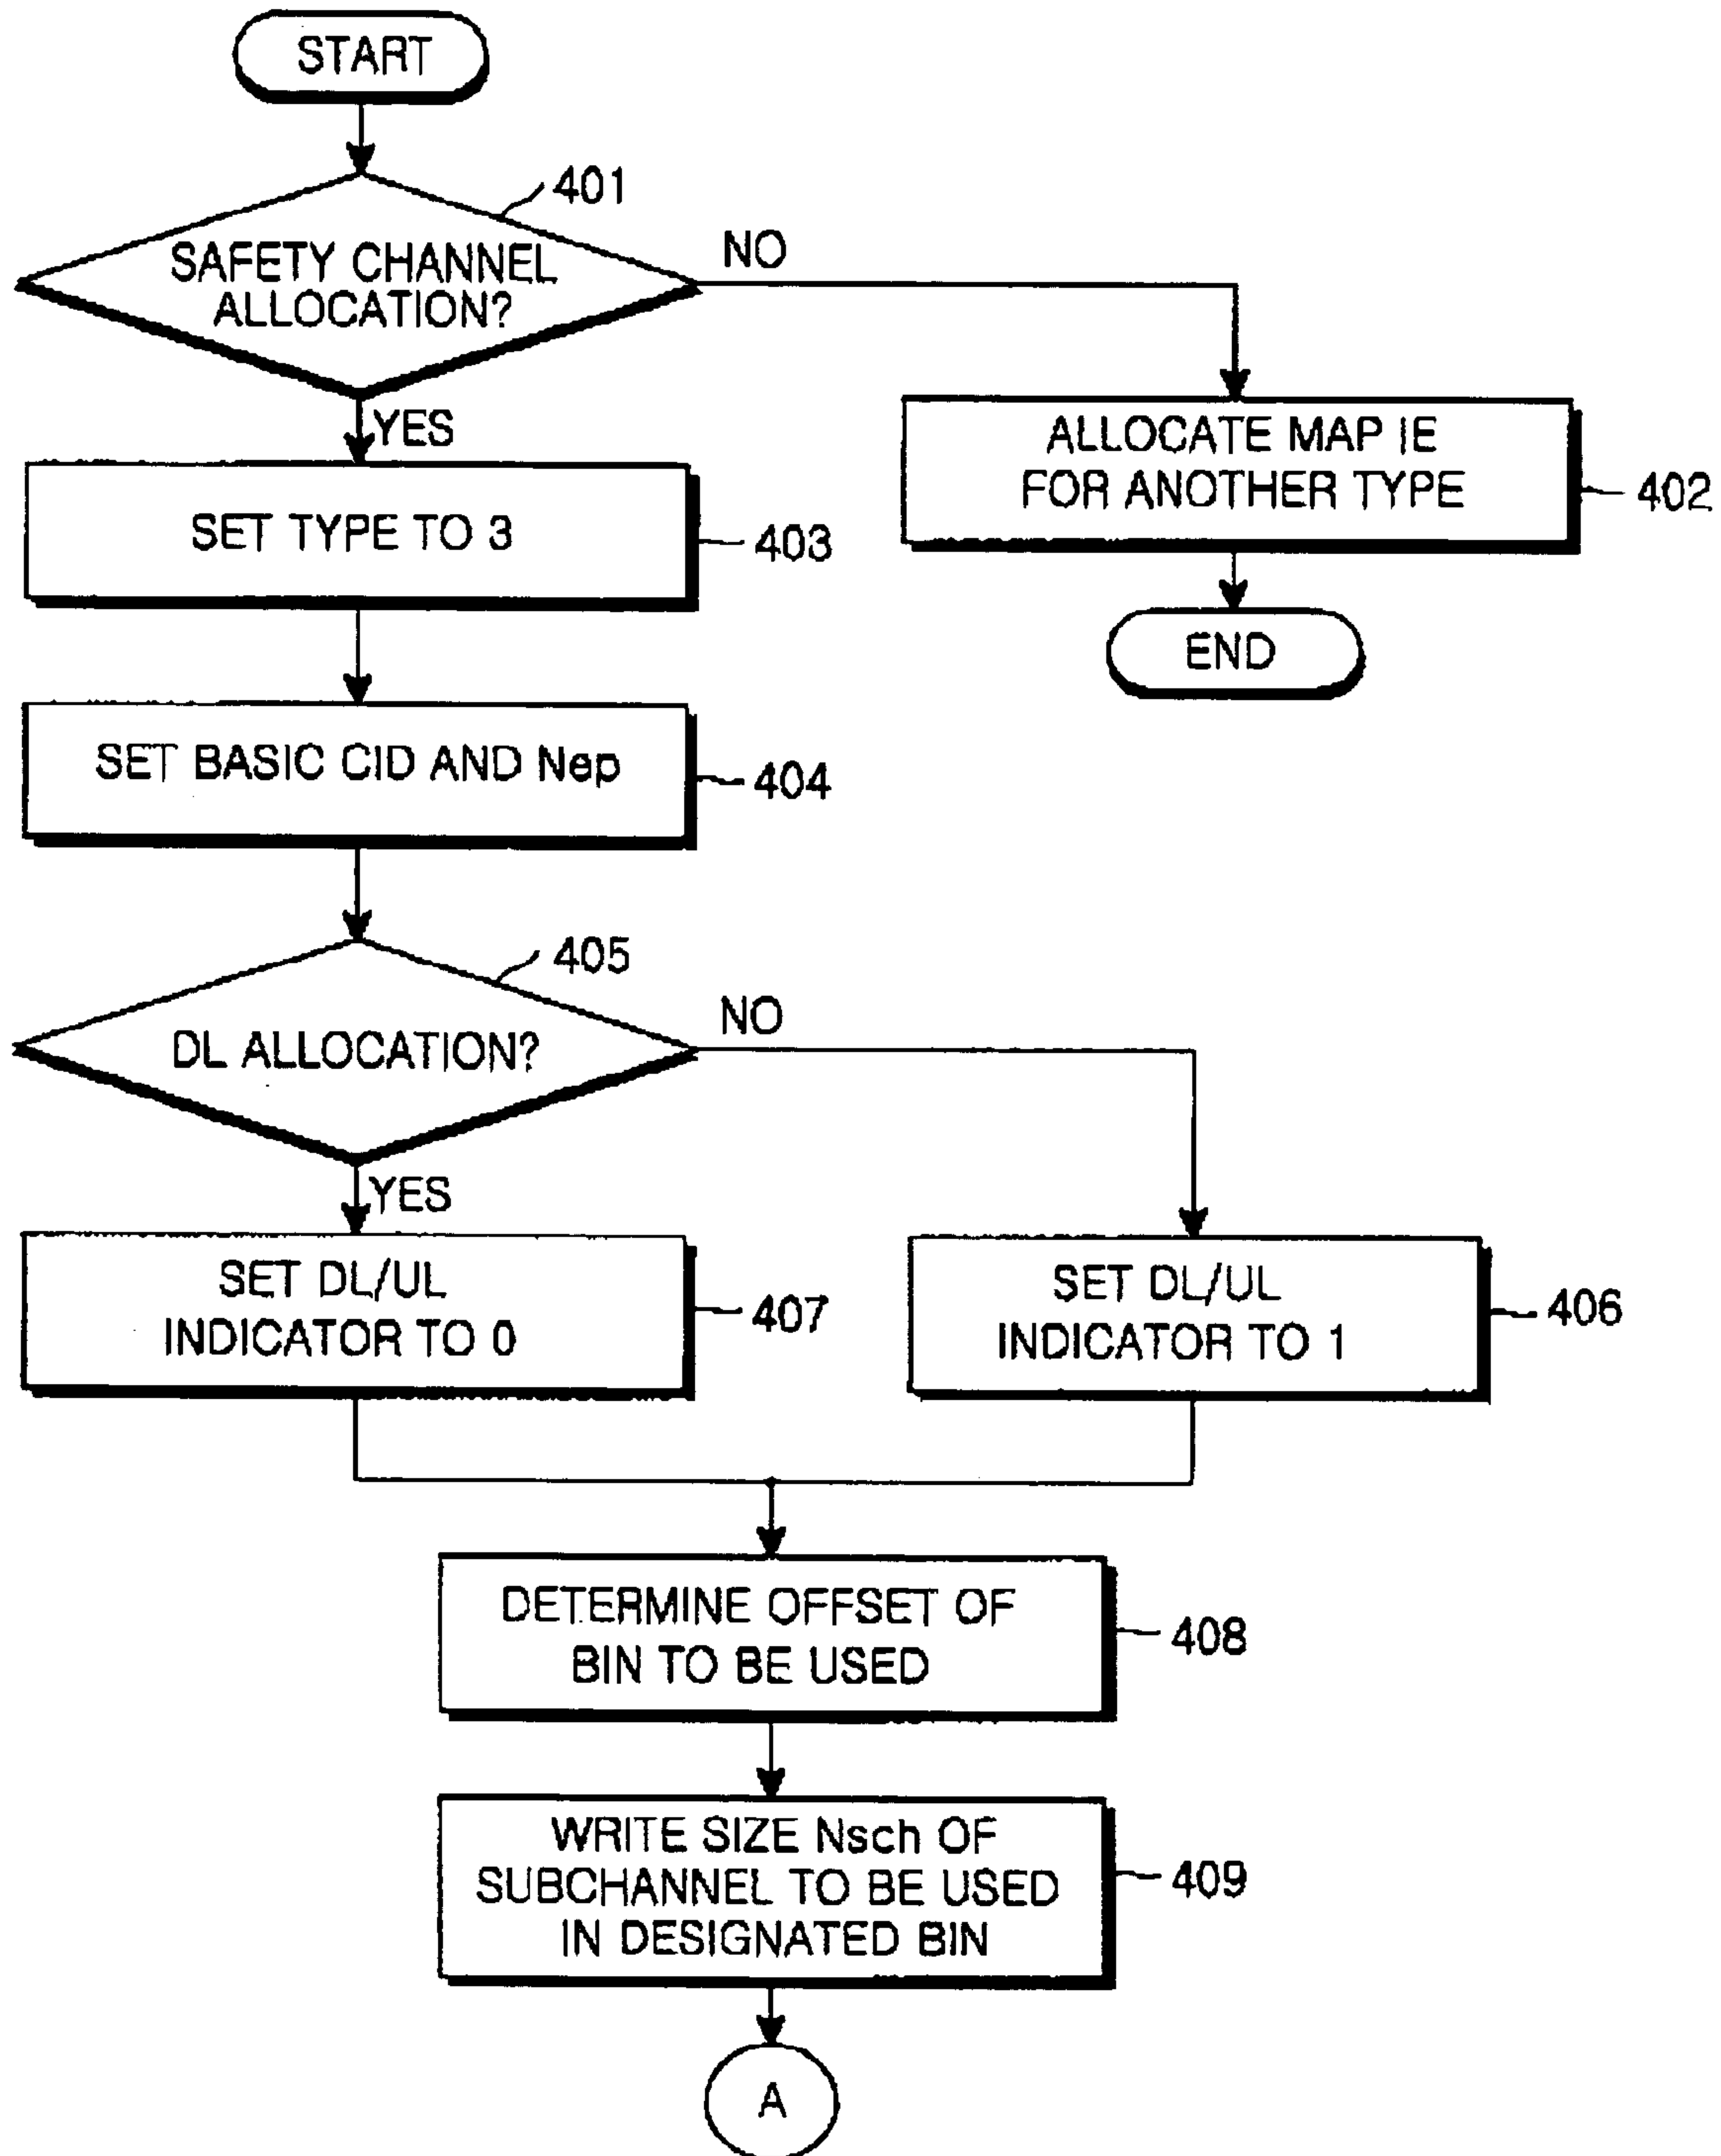 START
401
SAFETY CHANNEL
ALLOCATION?
NO
YES
ALLOCATE MAP IE
FOR ANOTHER TYPE
402
SET TYPE TO 3
403
END
SET BASIC CID AND Nep
404
405
DL ALLOCATION?
NO
YES
SET DL/UL
INDICATOR TO 0
407
SET DL/UL
INDICATOR TO 1
406
DETERMINE OFFSET OF
BIN TO BE USED
408
WRITE SIZE Nsch OF
SUBCHANNEL TO BE USED
IN DESIGNATED BIN
409
A